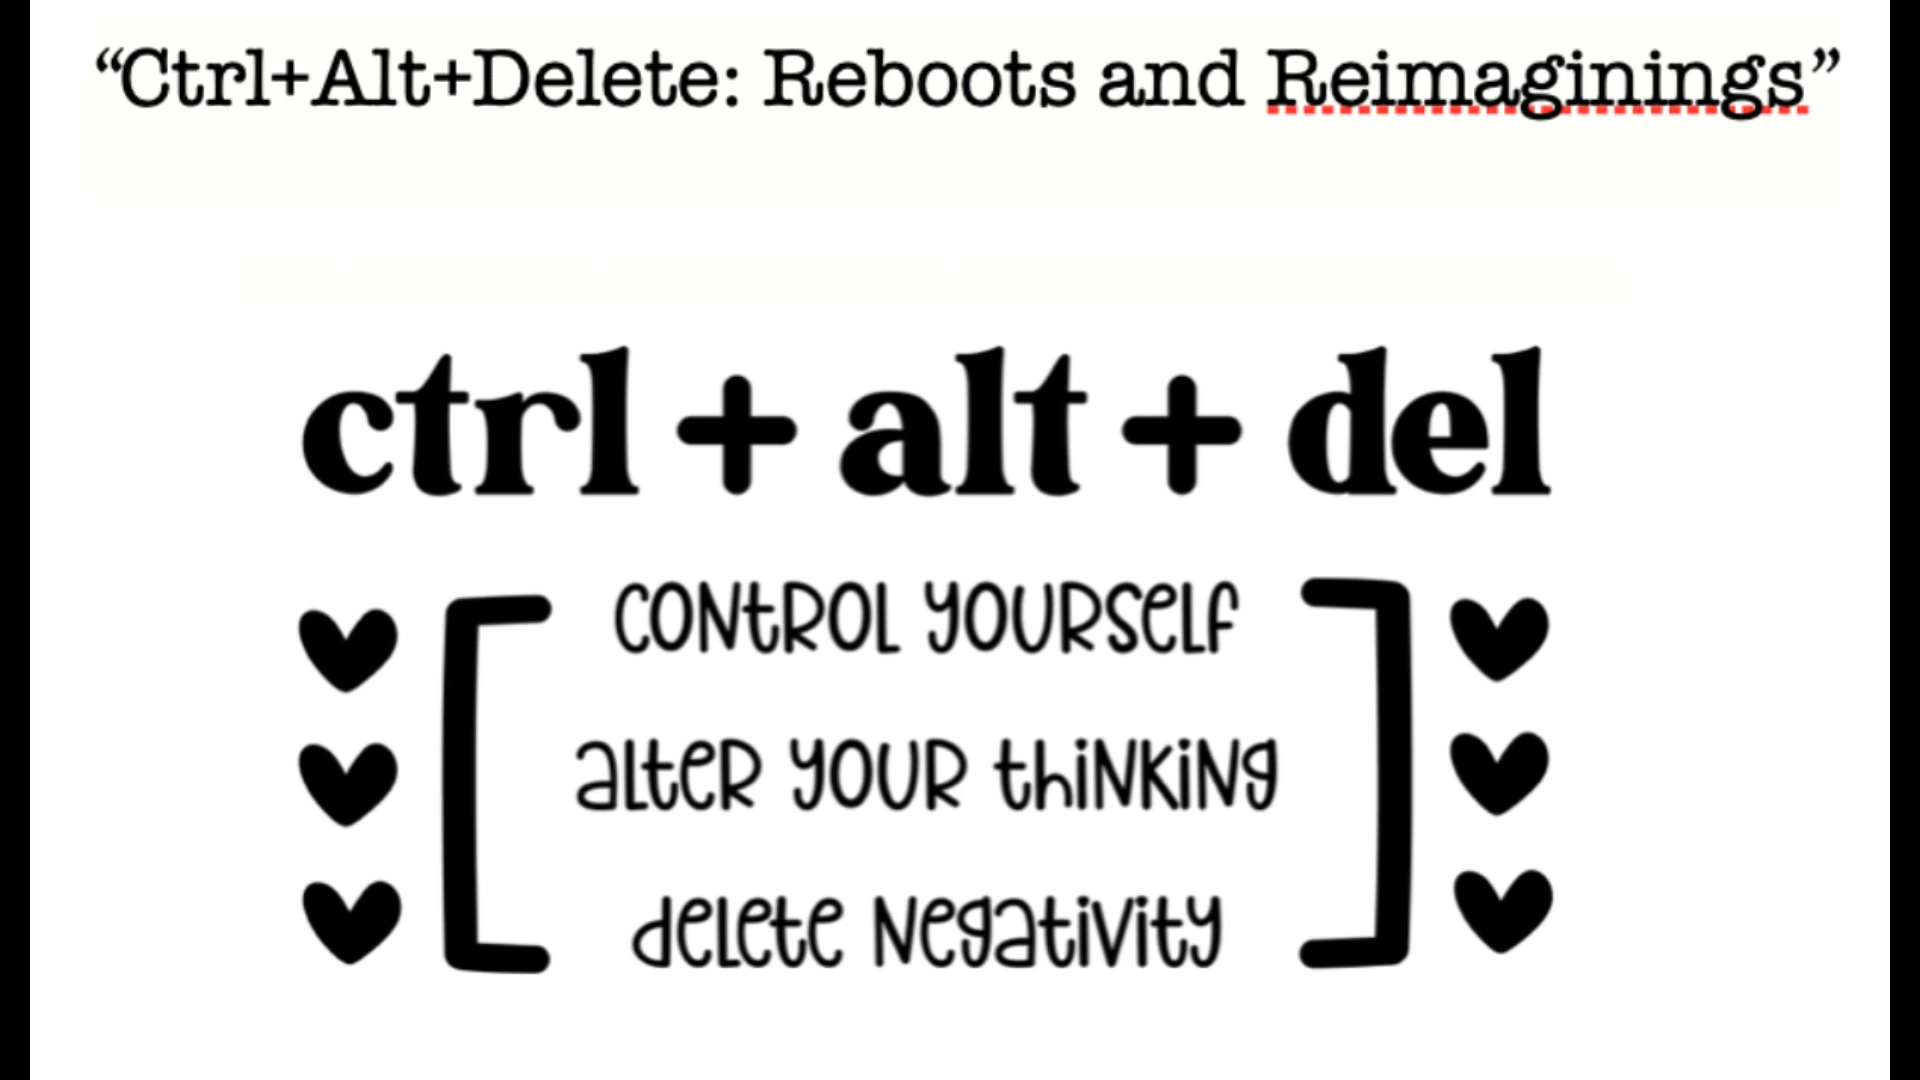 “Ctrl+Alt+Delete: Reboots and Reimaginings”
ctrl + alt + del
CONtROL YOURSeLf
alteR YOUR thiNKiNg
deLete Negativity